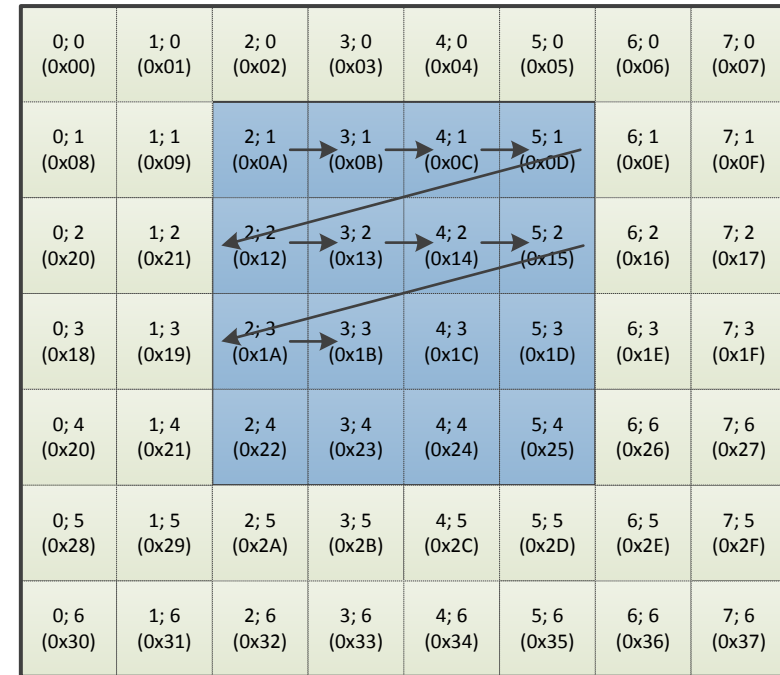 0; 0 1; 0 2; 0 3; 0 4; 0 5; 0 6; 0 7; 0
(0x00) (0x01) (0x02) (0x03) (0x04) (0x05) (0x06) (0x07)
0; 1 1; 1 2; 1 3; 1 4; 1 5; 1 6; 1 7; 1
(0x08) (0x09) (0x0A) (0x0B) (0x0C) (0x0D) (0x0E) (0x0F)
0; 2 1; 2 2; 2 3; 2 4; 2 5; 2 6; 2 7; 2
(0x20) (0x21) (0x12) (0x13) (0x14) (0x15) (0x16) (0x17)
0; 3 1; 3 2; 3 3; 3 4; 3 5; 3 6; 3 7; 3
(0x18) (0x19) (0x1A) (0x1B) (0x1C) (0x1D) (0x1E) (0x1F)
0; 4 1; 4 2; 4 3; 4 4; 4 5; 4 6; 6 7; 6
(0x20) (0x21) (0x22) (0x23) (0x24) (0x25) (0x26) (0x27)
0; 5 1; 5 2; 5 3; 5 4; 5 5; 5 6; 5 7; 5
(0x28) (0x29) (0x2A) (0x2B) (0x2C) (0x2D) (0x2E) (0x2F)
0; 6 1; 6 2; 6 3; 6 4; 6 5; 6 6; 6 7; 6
(0x30) (0x31) (0x32) (0x33) (0x34) (0x35) (0x36) (0x37)